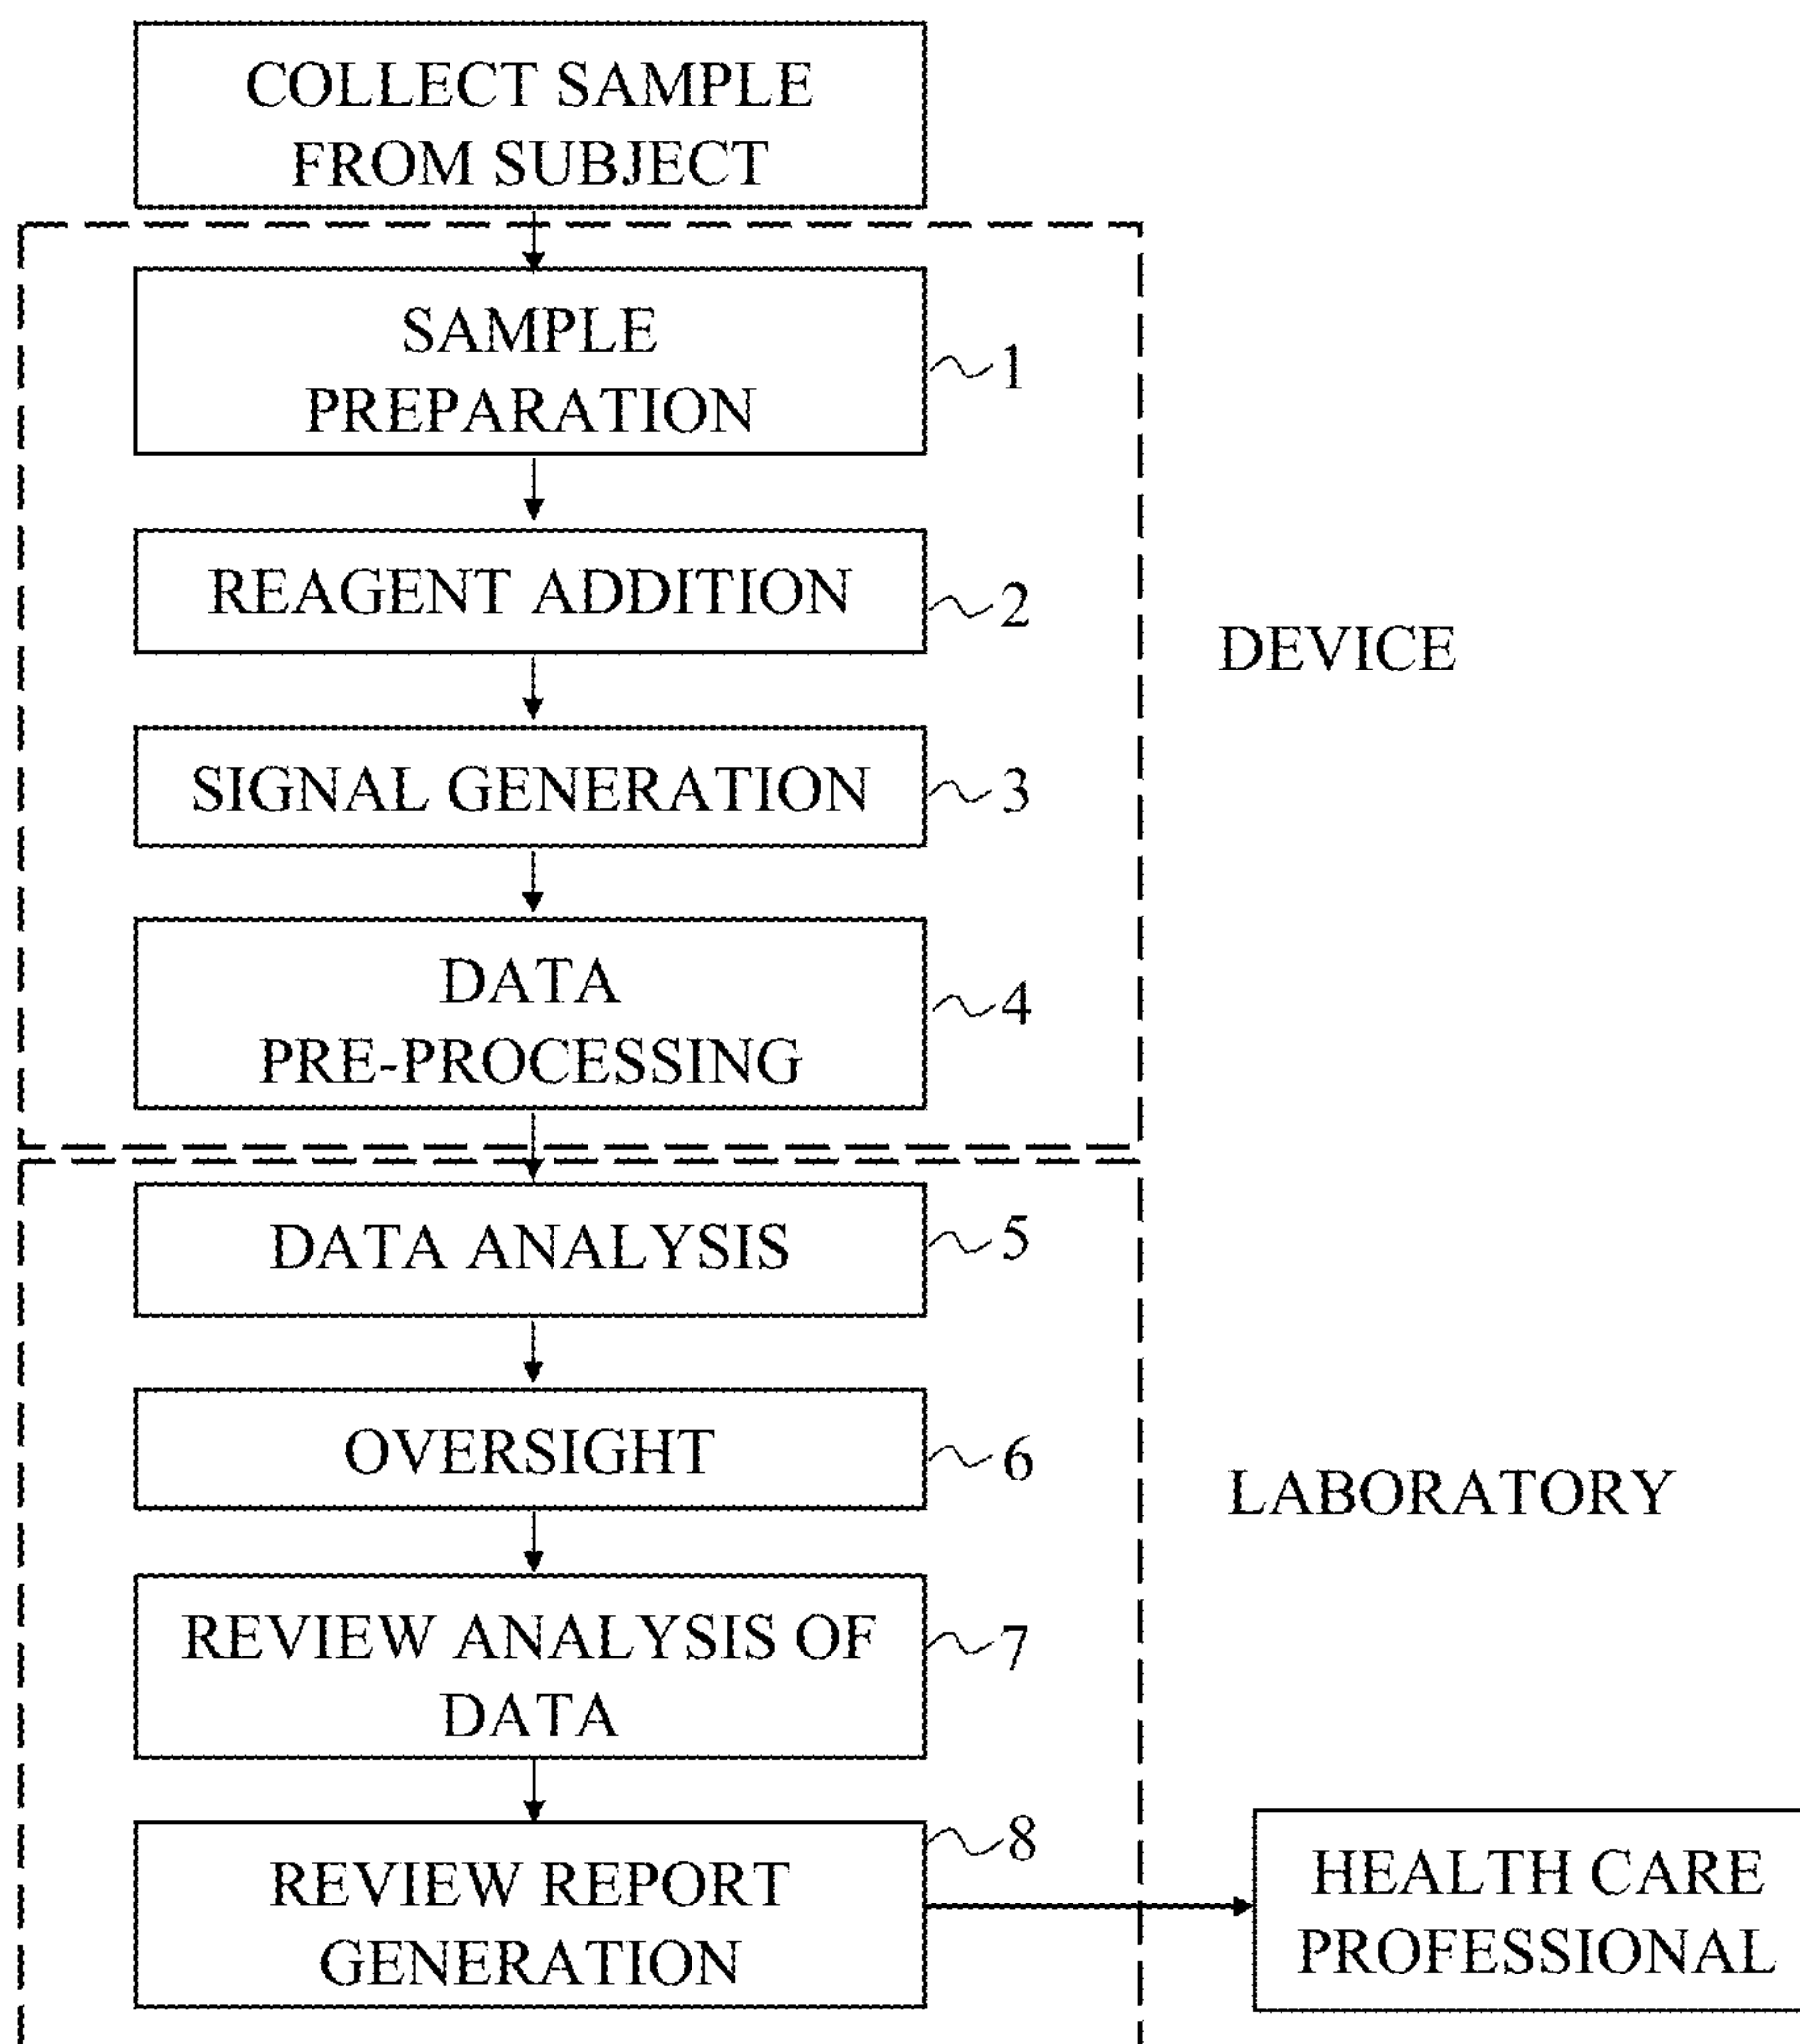 COLLECT SAMPLE
FROM SUBJECT
SAMPLE
PREPARATION
1
REAGENT ADDITION
2
DEVICE
SIGNAL GENERATION
3
DATA
PRE-PROCESSING
4
DATA ANALYSIS
5
OVERSIGHT
6
LABORATORY
REVIEW ANALYSIS OF
DATA
7
REVIEW REPORT
GENERATION
8
HEALTH CARE
PROFESSIONAL